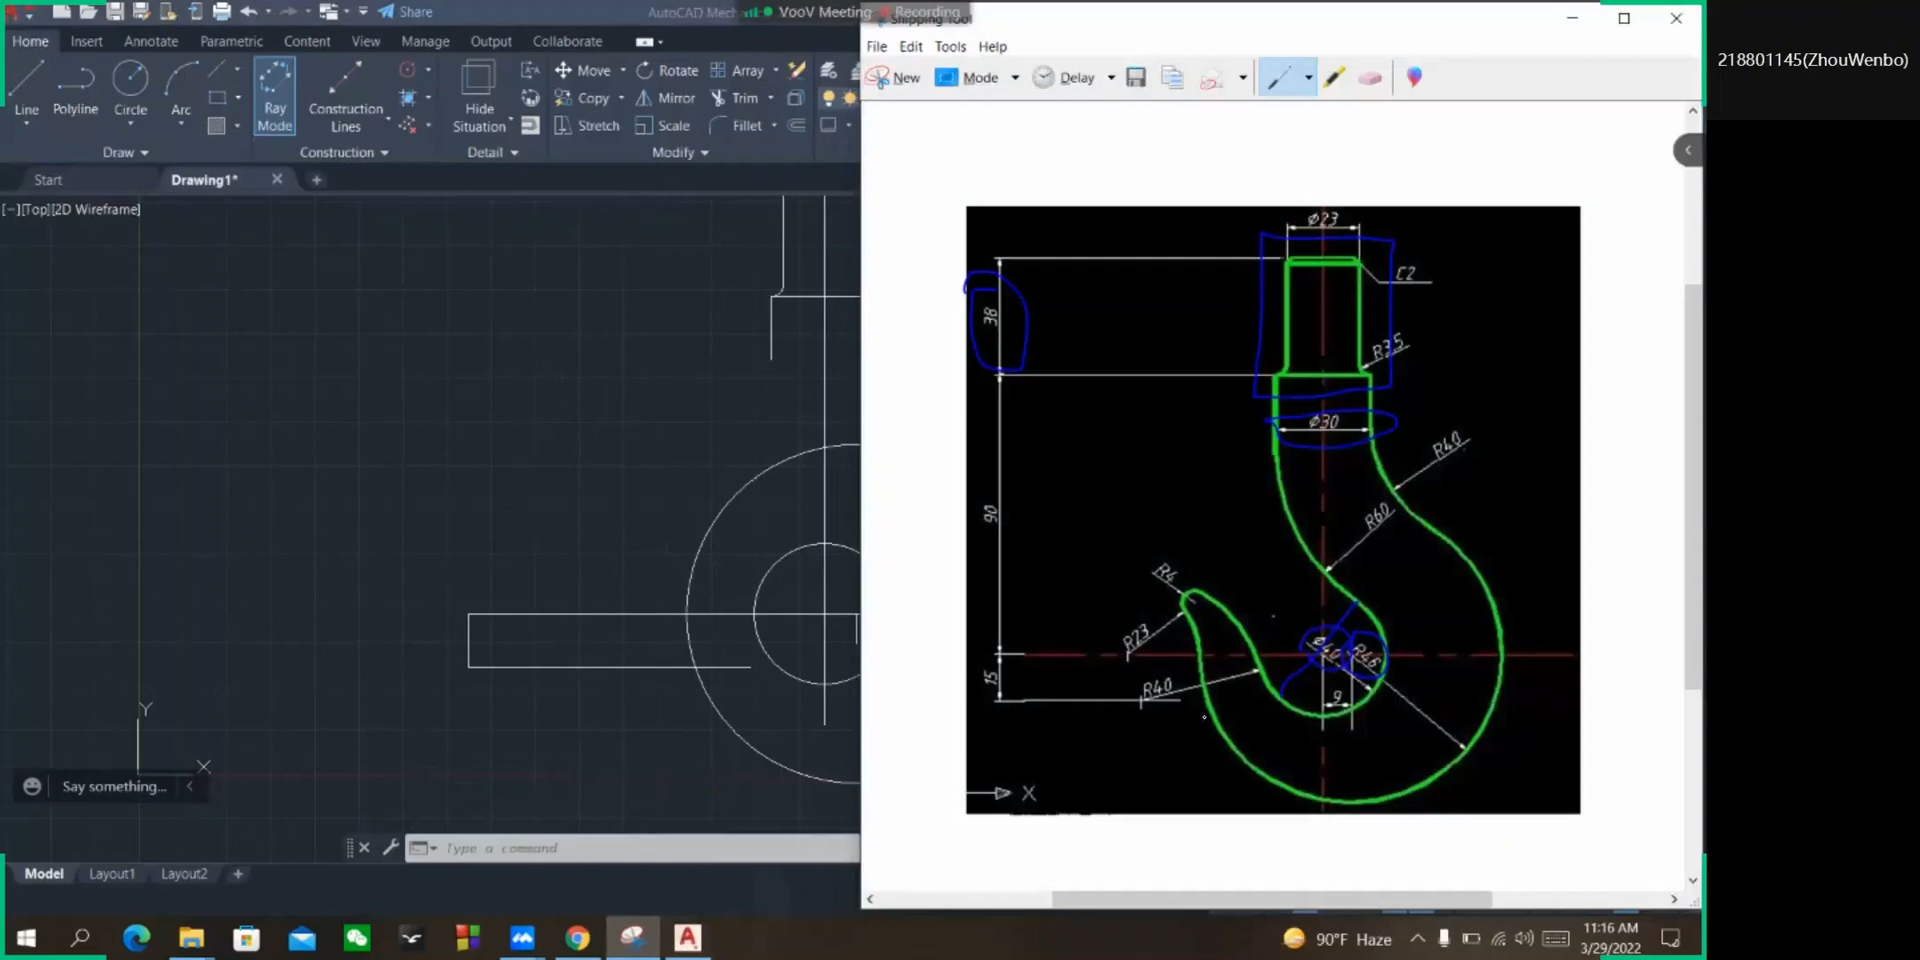 Share
AutoCAD Mech
VooV Meeting
Recording
Snipping Tool
218801145(ZhouWenbo)
Home Insert Annotate Parametric Content View Manage Output Collaborate
File Edit Tools Help
New Mode Delay
Line Polyline Circle Arc
Ray Mode
Construction Lines
Hide Situation
Move Rotate Array
Copy Mirror Trim
Stretch Scale Fillet
Draw Construction Detail Modify
Start Drawing1* +
[−][Top][2D Wireframe]
Ø23
C2
38
R3.5
Ø30
R40
R60
90
R4
R23
Ø40
R46
15
R40
9
X
Y
X
Say something...
Type a command
Model Layout1 Layout2 +
90°F Haze
11:16 AM
3/29/2022